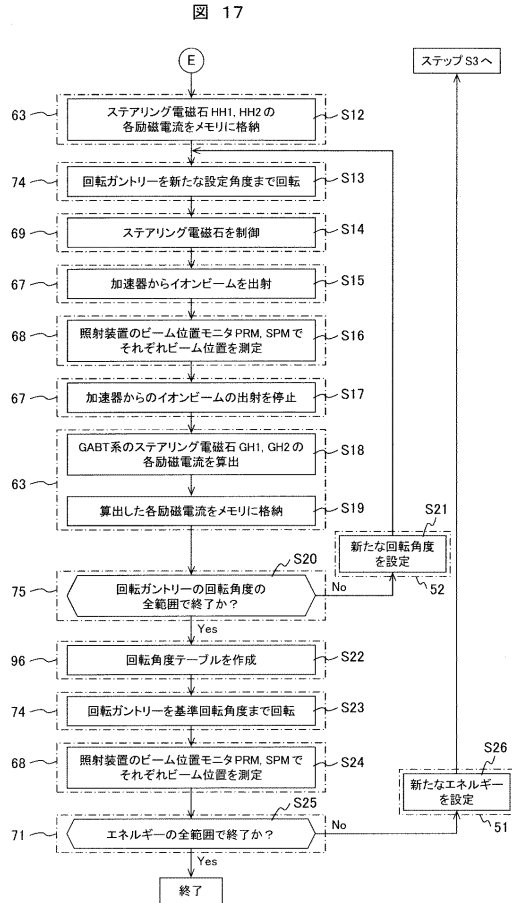 図 17
E
ステップ S3へ
63
ステアリング電磁石 HH1, HH2の
各励磁電流をメモリに格納
S12
74
回転ガントリーを新たな設定角度まで回転
S13
69
ステアリング電磁石を制御
S14
67
加速器からイオンビームを出射
S15
68
照射装置のビーム位置モニタ PRM, SPMで
それぞれビーム位置を測定
S16
67
加速器からのイオンビームの出射を停止
S17
63
GABT系のステアリング電磁石 GH1, GH2の
各励磁電流を算出
S18
算出した各励磁電流をメモリに格納
S19
S21
新たな回転角度
を設定
52
S20
75
回転ガントリーの回転角度の
全範囲で終了か？
No
Yes
96
回転角度テーブルを作成
S22
74
回転ガントリーを基準回転角度まで回転
S23
68
照射装置のビーム位置モニタ PRM, SPMで
それぞれビーム位置を測定
S24
S26
新たなエネルギー
を設定
51
S25
71
エネルギーの全範囲で終了か？
No
Yes
終了